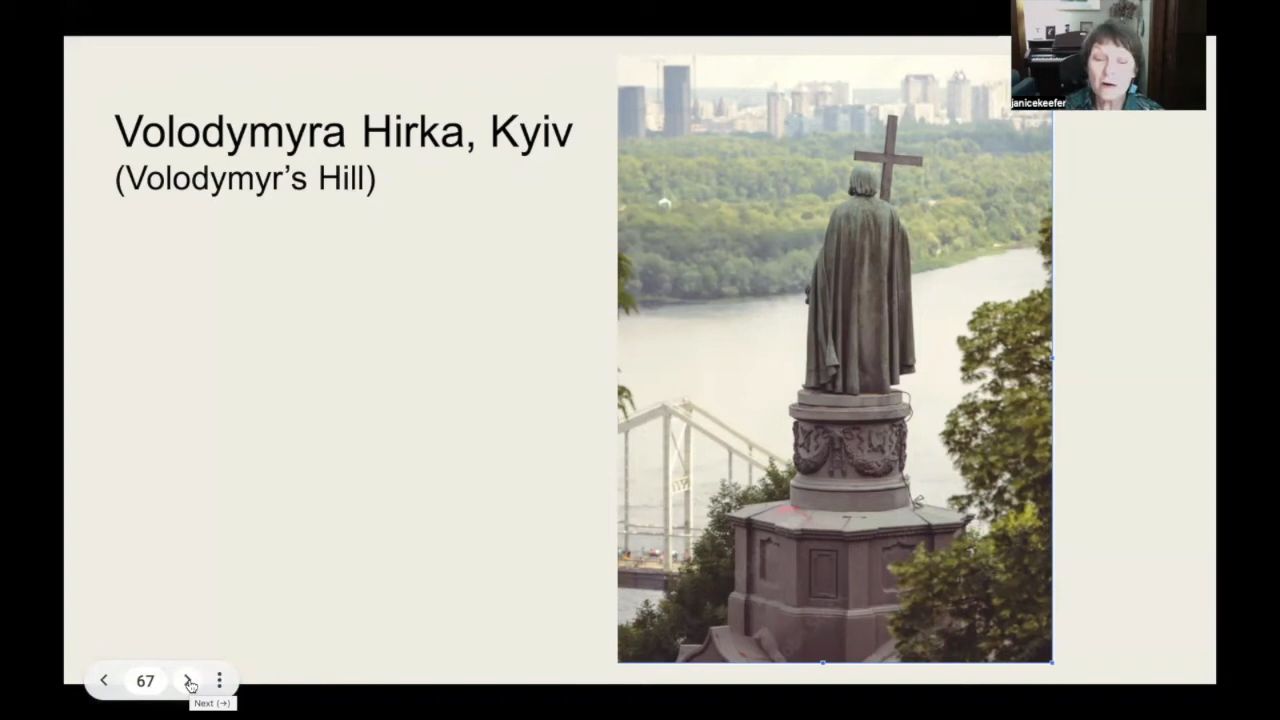 Volodymyra Hirka, Kyiv
(Volodymyr's Hill)
janicekeefer
67
Next (→)